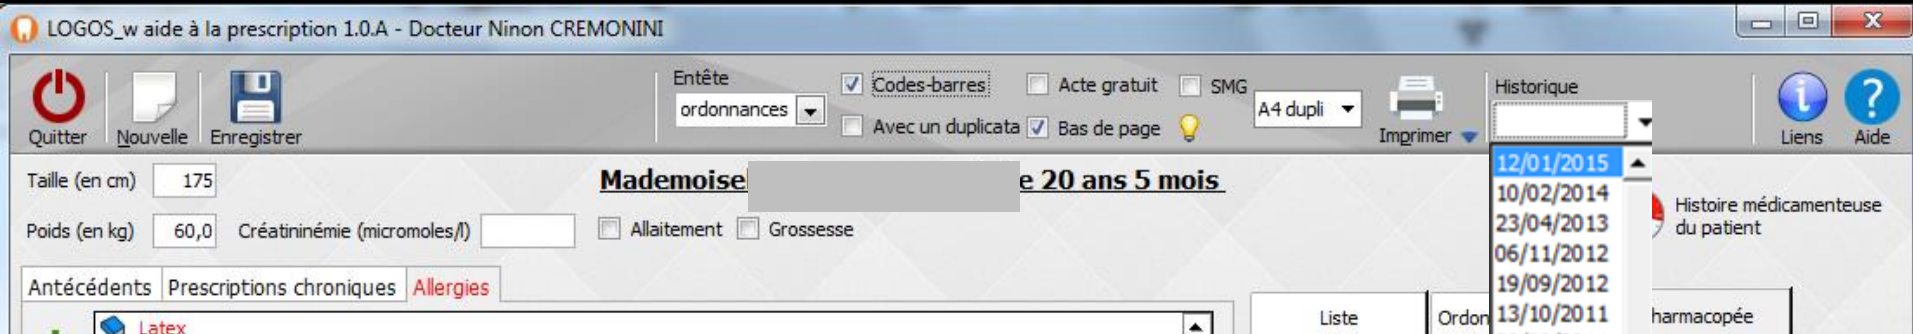 LOGOS_w aide à la prescription 1.0.A - Docteur Ninon CREMONINI
Quitter
Nouvelle
Enregistrer
Entête
ordonnances
Codes-barres
Acte gratuit
SMG
Avec un duplicata
Bas de page
A4 dupli
Imprimer
Historique
Liens
Aide
12/01/2015
10/02/2014
23/04/2013
06/11/2012
19/09/2012
13/10/2011
Taille (en cm) 175
20 ans 5 mois
Histoire médicamenteuse
du patient
Poids (en kg) 60,0 Créatininémie (micromoles/l)
Allaitement
Grossesse
Antécédents
Prescriptions chroniques
Allergies
Latex
Liste